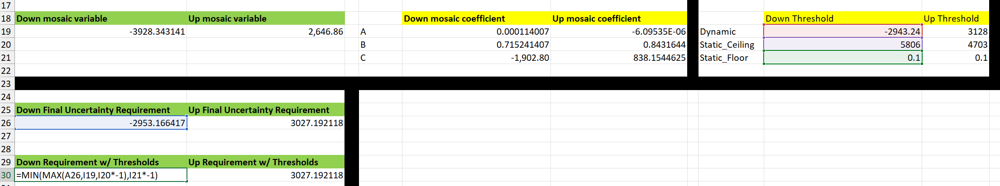 17
18 Down mosaic variable Up mosaic variable Down mosaic coefficient Up mosaic coefficient Down Threshold Up Threshold
19 -3928.343141 2,646.86 A 0.000114007 -6.09535E-06 Dynamic -2943.24 3128
20 B 0.715241407 0.8431644 Static_Ceiling 5806 4703
21 C -1,902.80 838.1544625 Static_Floor 0.1 0.1
22
23
24
25 Down Final Uncertainty Requirement Up Final Uncertainty Requirement
26 -2953.166417 3027.192118
27
28
29 Down Requirement w/ Thresholds Up Requirement w/ Thresholds
30 =MIN(MAX(A26,I19,I20*-1),I21*-1) 3027.192118